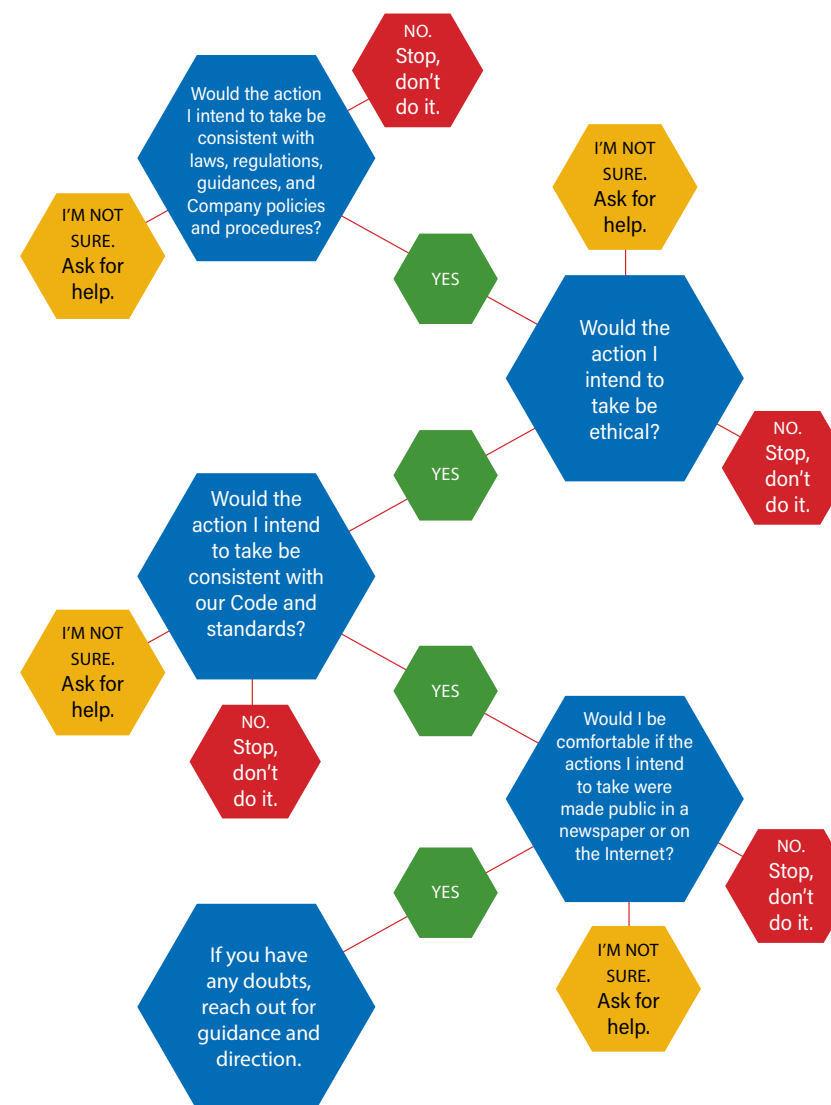 NO.
Stop,
don't
do it.
Would the action
I intend to take be
consistent with
laws, regulations,
guidances, and
Company policies
and procedures?
I'M NOT
SURE.
Ask for
help.
YES
I'M NOT
SURE.
Ask for
help.
Would the
action I
intend to
take be
ethical?
NO.
Stop,
don't
do it.
YES
Would the
action I intend
to take be
consistent with
our Code and
standards?
I'M NOT
SURE.
Ask for
help.
NO.
Stop,
don't
do it.
YES
Would I be
comfortable if the
actions I intend
to take were
made public in a
newspaper or on
the Internet?
NO.
Stop,
don't
do it.
I'M NOT
SURE.
Ask for
help.
YES
If you have
any doubts,
reach out for
guidance and
direction.